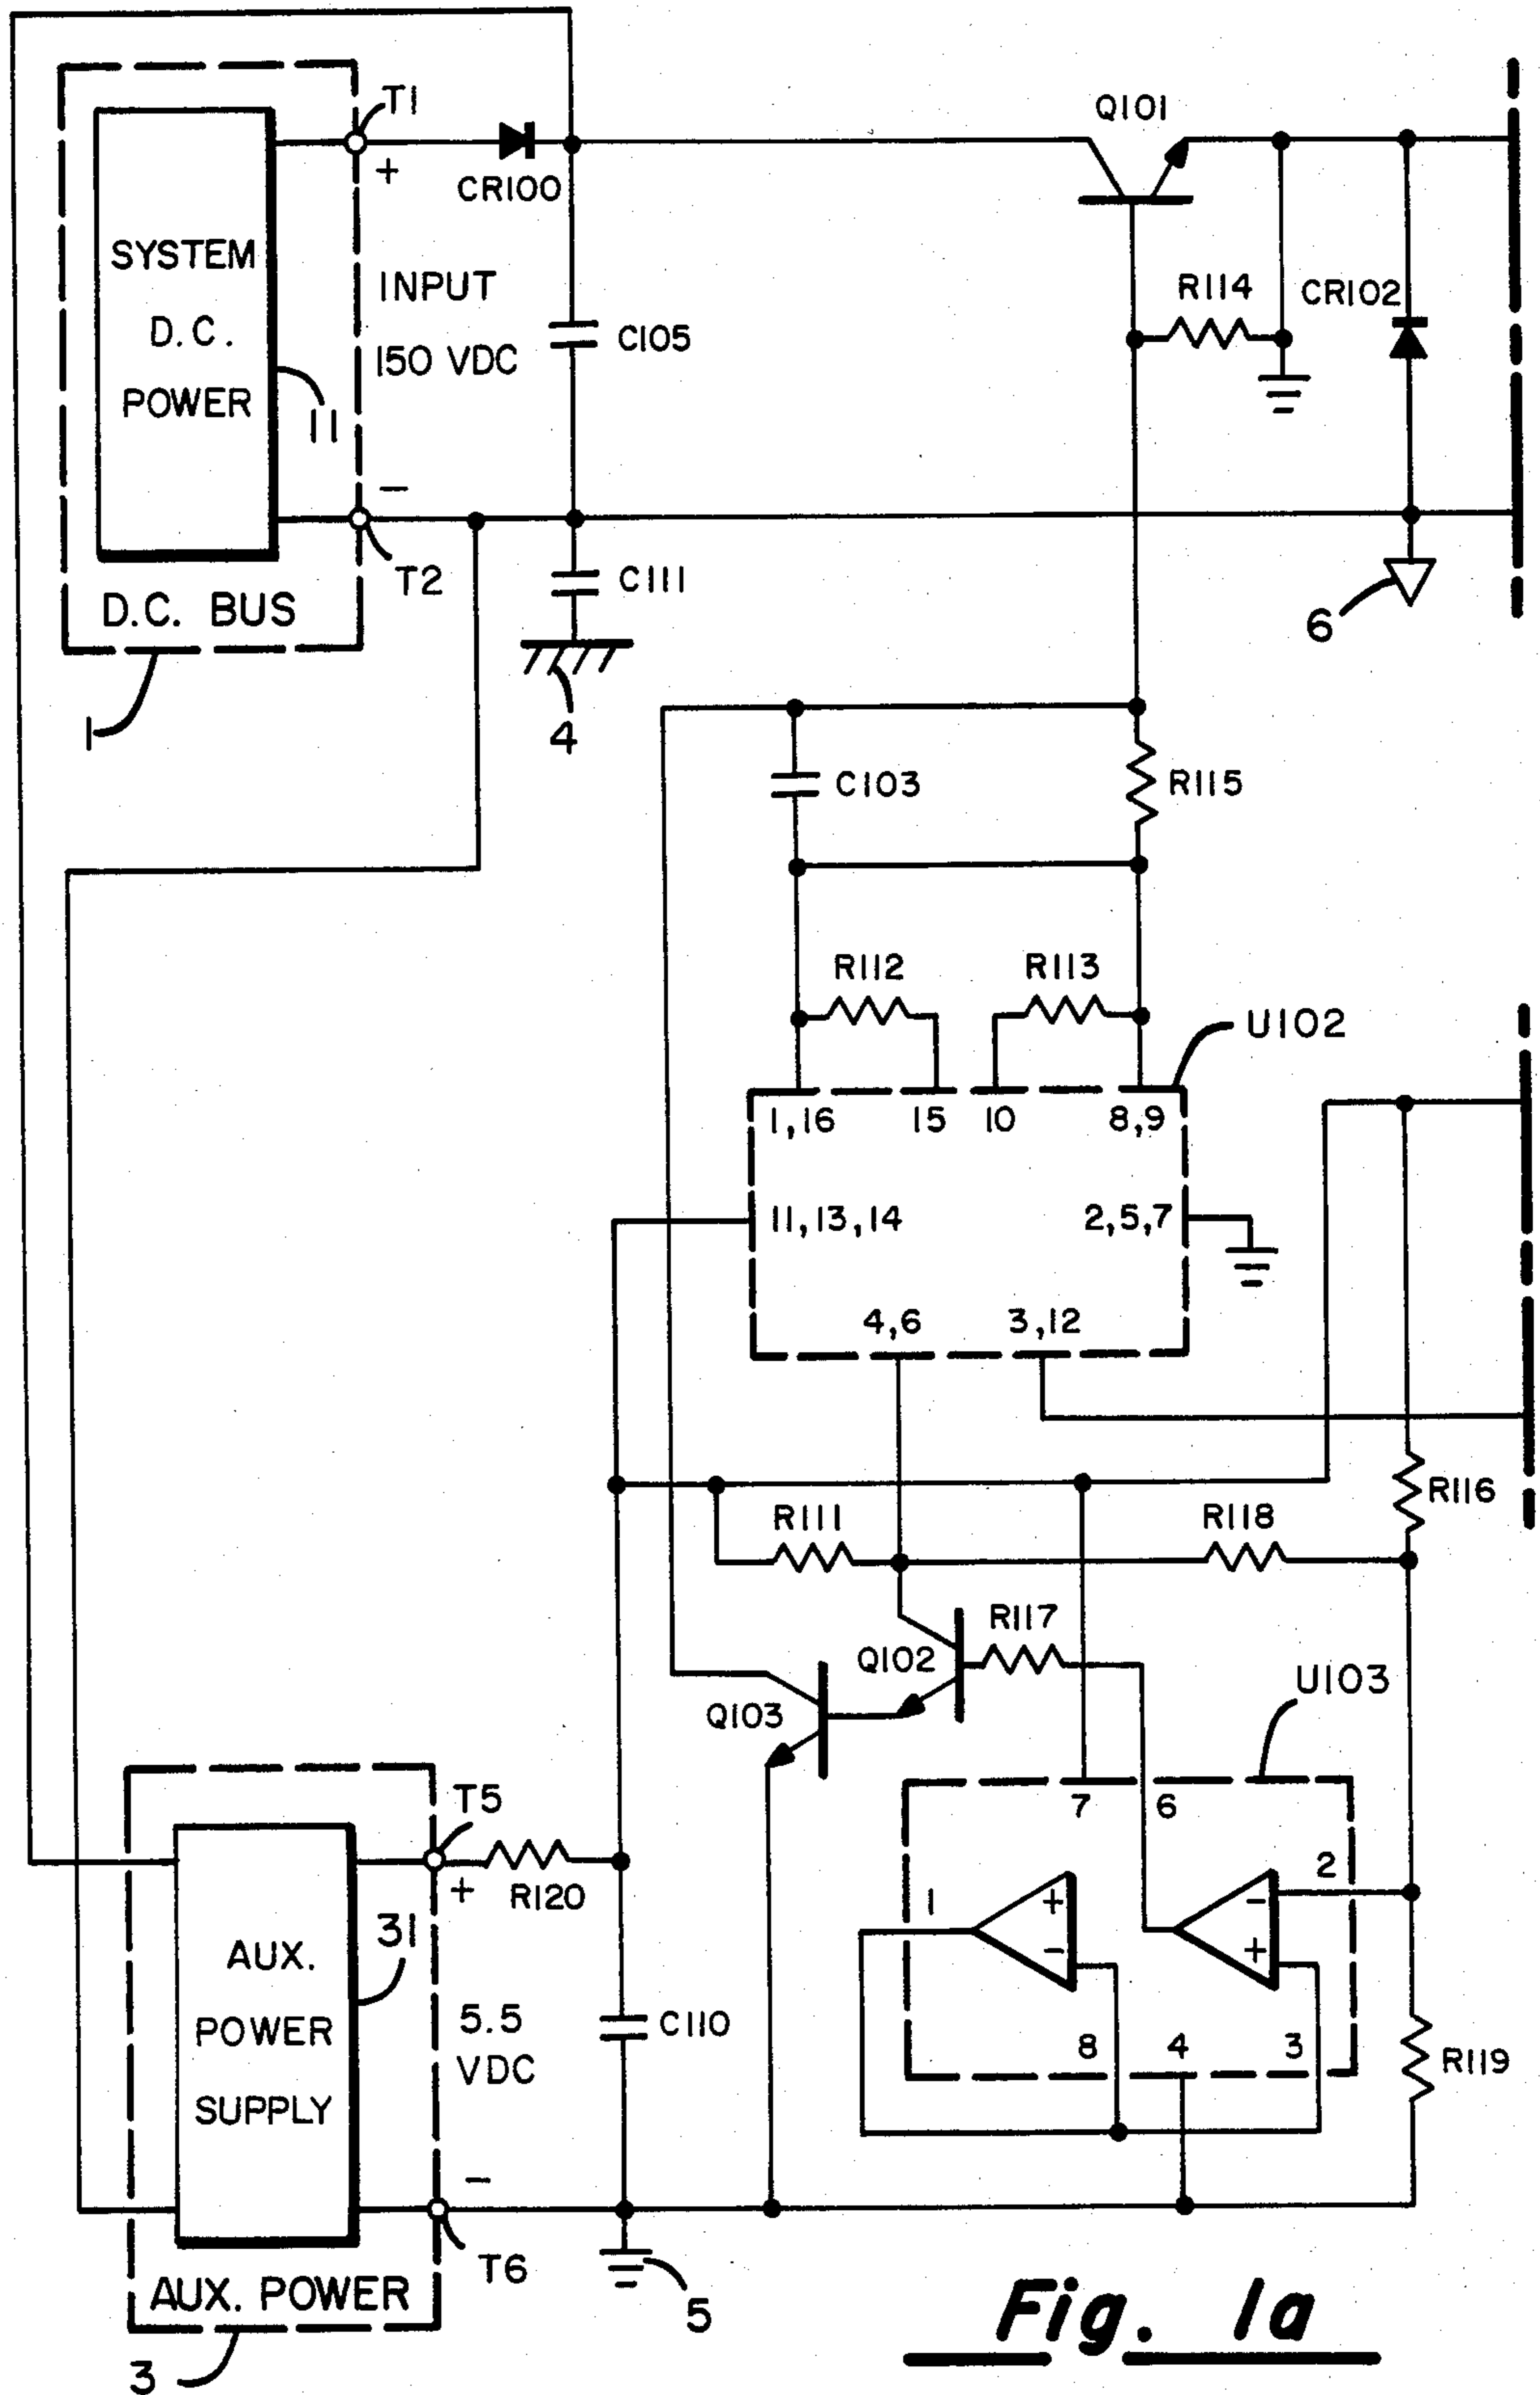 T1
+
Q101
CR100
SYSTEM
D.C.
POWER
INPUT
150 VDC
11
C105
R114
CR102
-
T2
C111
D.C. BUS
6
1
4
C103
R115
R112
R113
U102
1,16
15
10
8,9
11,13,14
2,5,7
4,6
3,12
R116
R111
R118
R117
Q102
Q103
U103
T5
7
6
2
+
R120
1
+
-
-
+
31
AUX.
POWER
SUPPLY
5.5
VDC
C110
8
4
3
R119
-
T6
AUX. POWER
5
3
Fig. 1a